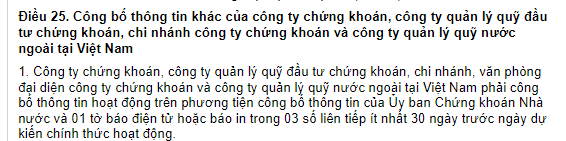 Điều 25. Công bố thông tin khác của công ty chứng khoán, công ty quản lý quỹ đầu
tư chứng khoán, chi nhánh công ty chứng khoán và công ty quản lý quỹ nước
ngoài tại Việt Nam
1. Công ty chứng khoán, công ty quản lý quỹ đầu tư chứng khoán, chi nhánh, văn phòng
đại diện công ty chứng khoán và công ty quản lý quỹ nước ngoài tại Việt Nam phải công
bố thông tin hoạt động trên phương tiện công bố thông tin của Ủy ban Chứng khoán Nhà
nước và 01 tờ báo điện tử hoặc báo in trong 03 số liên tiếp ít nhất 30 ngày trước ngày dự
kiến chính thức hoạt động.